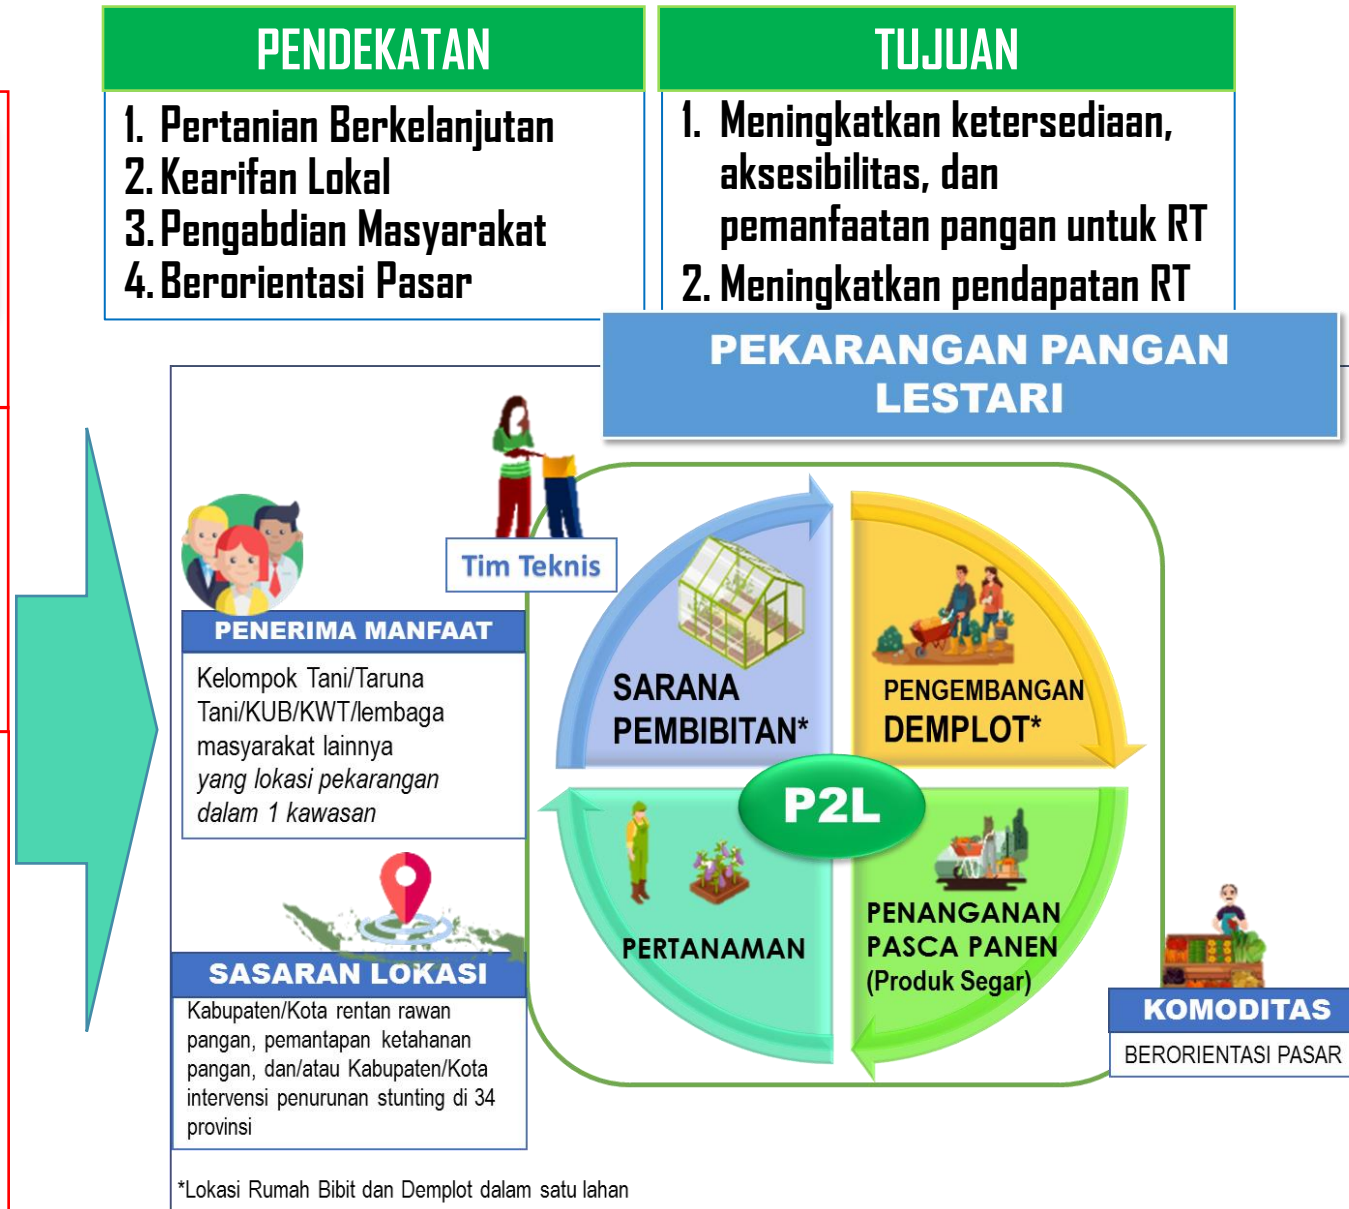 PENDEKATAN
1. Pertanian Berkelanjutan
2. Kearifan Lokal
3. Pengabdian Masyarakat
4. Berorientasi Pasar
TUJUAN
1. Meningkatkan ketersediaan,
aksesibilitas, dan
pemanfaatan pangan untuk RT
2. Meningkatkan pendapatan RT
PEKARANGAN PANGAN
LESTARI
Tim Teknis
PENERIMA MANFAAT
Kelompok Tani/Taruna
Tani/KUB/KWT/lembaga
masyarakat lainnya
yang lokasi pekarangan
dalam 1 kawasan
SASARAN LOKASI
Kabupaten/Kota rentan rawan
pangan, pemantapan ketahanan
pangan, dan/atau Kabupaten/Kota
intervensi penurunan stunting di 34
provinsi
SARANA
PEMBIBITAN*
PENGEMBANGAN
DEMPLOT*
P2L
PERTANAMAN
PENANGANAN
PASCA PANEN
(Produk Segar)
KOMODITAS
BERORIENTASI PASAR
*Lokasi Rumah Bibit dan Demplot dalam satu lahan